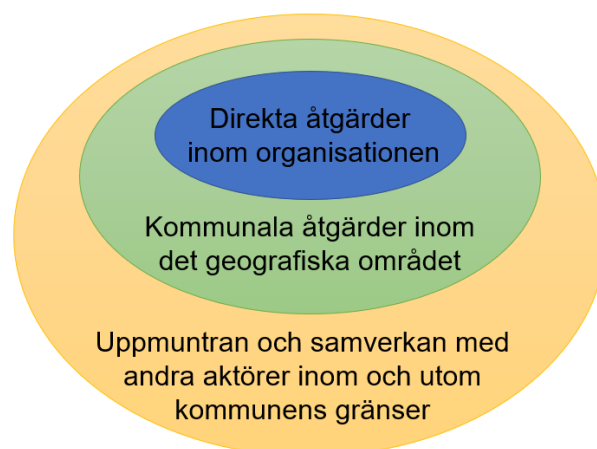 Direkta åtgärder
inom organisationen
Kommunala åtgärder inom
det geografiska området
Uppmuntran och samverkan med
andra aktörer inom och utom
kommunens gränser